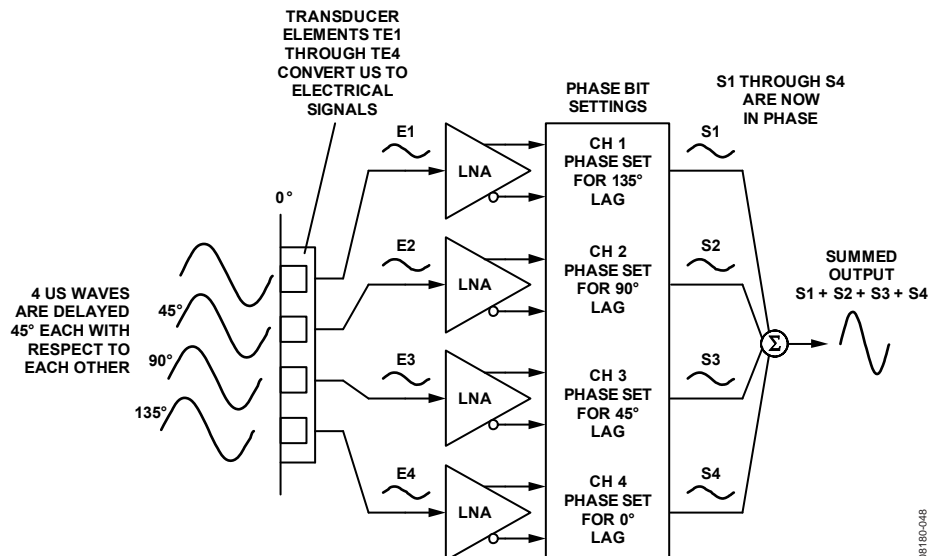 TRANSDUCER
ELEMENTS TE1
THROUGH TE4
CONVERT US TO
ELECTRICAL
SIGNALS
PHASE BIT
SETTINGS
S1 THROUGH S4
ARE NOW
IN PHASE
0°
4 US WAVES
ARE DELAYED
45° EACH WITH
RESPECT TO
EACH OTHER
45°
90°
135°
E1
LNA
CH 1
PHASE SET
FOR 135°
LAG
S1
E2
LNA
CH 2
PHASE SET
FOR 90°
LAG
S2
E3
LNA
CH 3
PHASE SET
FOR 45°
LAG
S3
E4
LNA
CH 4
PHASE SET
FOR 0°
LAG
S4
Σ
SUMMED
OUTPUT
S1 + S2 + S3 + S4
08180-048